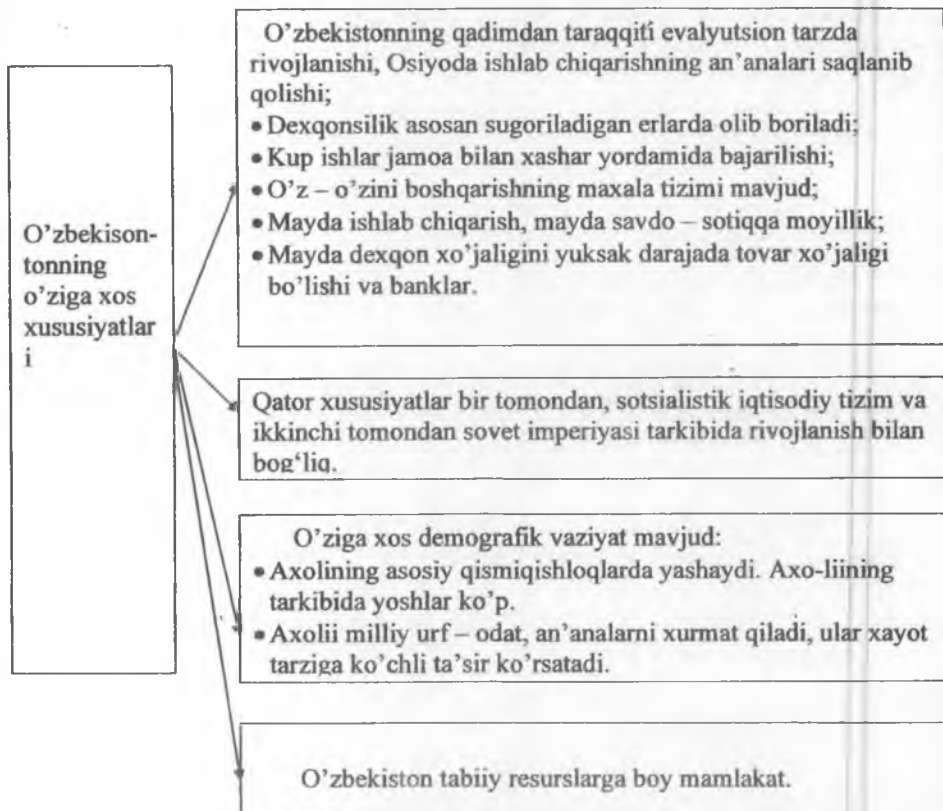 O’zbekison-
tonning
o’ziga xos
xususiyatlar
i
O’zbekistonning qadimdan taraqqiti evalyutsion tarzda
rivojlanishi, Osiyoda ishlab chiqarishning an’analari saqlanib
qolishi;
• Dexqonsilik asosan sugoriladigan erlarda olib boriladi;
• Kup ishlar jamoa bilan xashar yordamida bajarilishi;
• O’z – o’zini boshqarishning maxala tizimi mavjud;
• Mayda ishlab chiqarish, mayda savdo – sotiqqa moyillik;
• Mayda dexqon xo’jaligini yuksak darajada tovar xo’jaligi
bo’lishi va banklar.
Qator xususiyatlar bir tomondan, sotsialistik iqtisodiy tizim va
ikkinchi tomondan sovet imperiyasi tarkibida rivojlanish bilan
bog‘liq.
O’ziga xos demografik vaziyat mavjud:
• Axolining asosiy qismiqishloqlarda yashaydi. Axo-liining
tarkibida yoshlar ko’p.
• Axolii milliy urf – odat, an’analarni xurmat qiladi, ular xayot
tarziga ko’chli ta’sir ko’rsatadi.
O’zbekiston tabiiy resurslarga boy mamlakat.